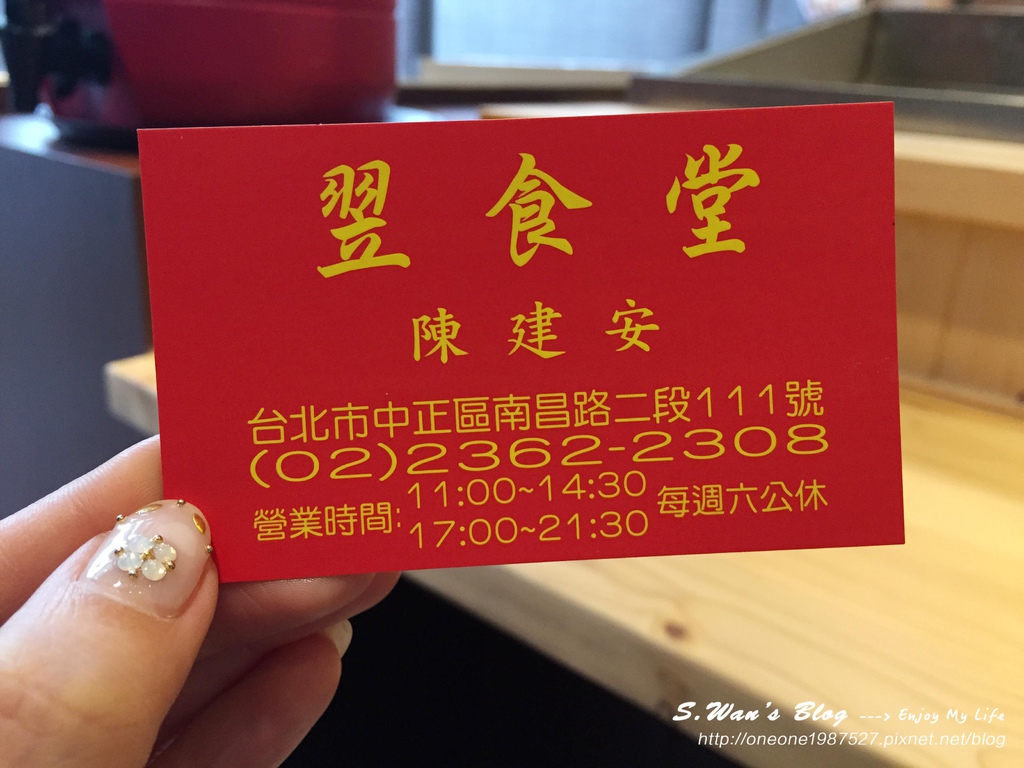 翌食堂
陳建安
台北市中正區南昌路二段111號
(02)2362-2308
營業時間: 11:00~14:30 每週六公休
17:00~21:30
S.Wan's Blog ---> Enjoy My Life
http://oneone1987527.pixnet.net/blog